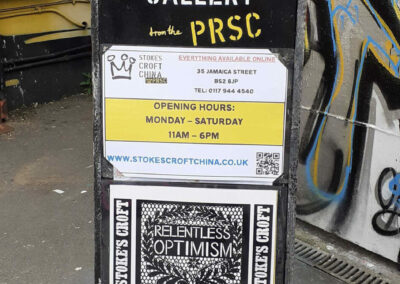 GALLERY
from the PRSC
STOKES
CROFT
CHINA
EVERYTHING AVAILABLE ONLINE
35 JAMAICA STREET
BS2 8JP
TEL: 0117 944 4540
OPENING HOURS:
MONDAY – SATURDAY
11AM – 6PM
WWW.STOKESCROFTCHINA.CO.UK
STOKE'S CROFT
RELENTLESS
OPTIMISM
STOKE'S CROFT